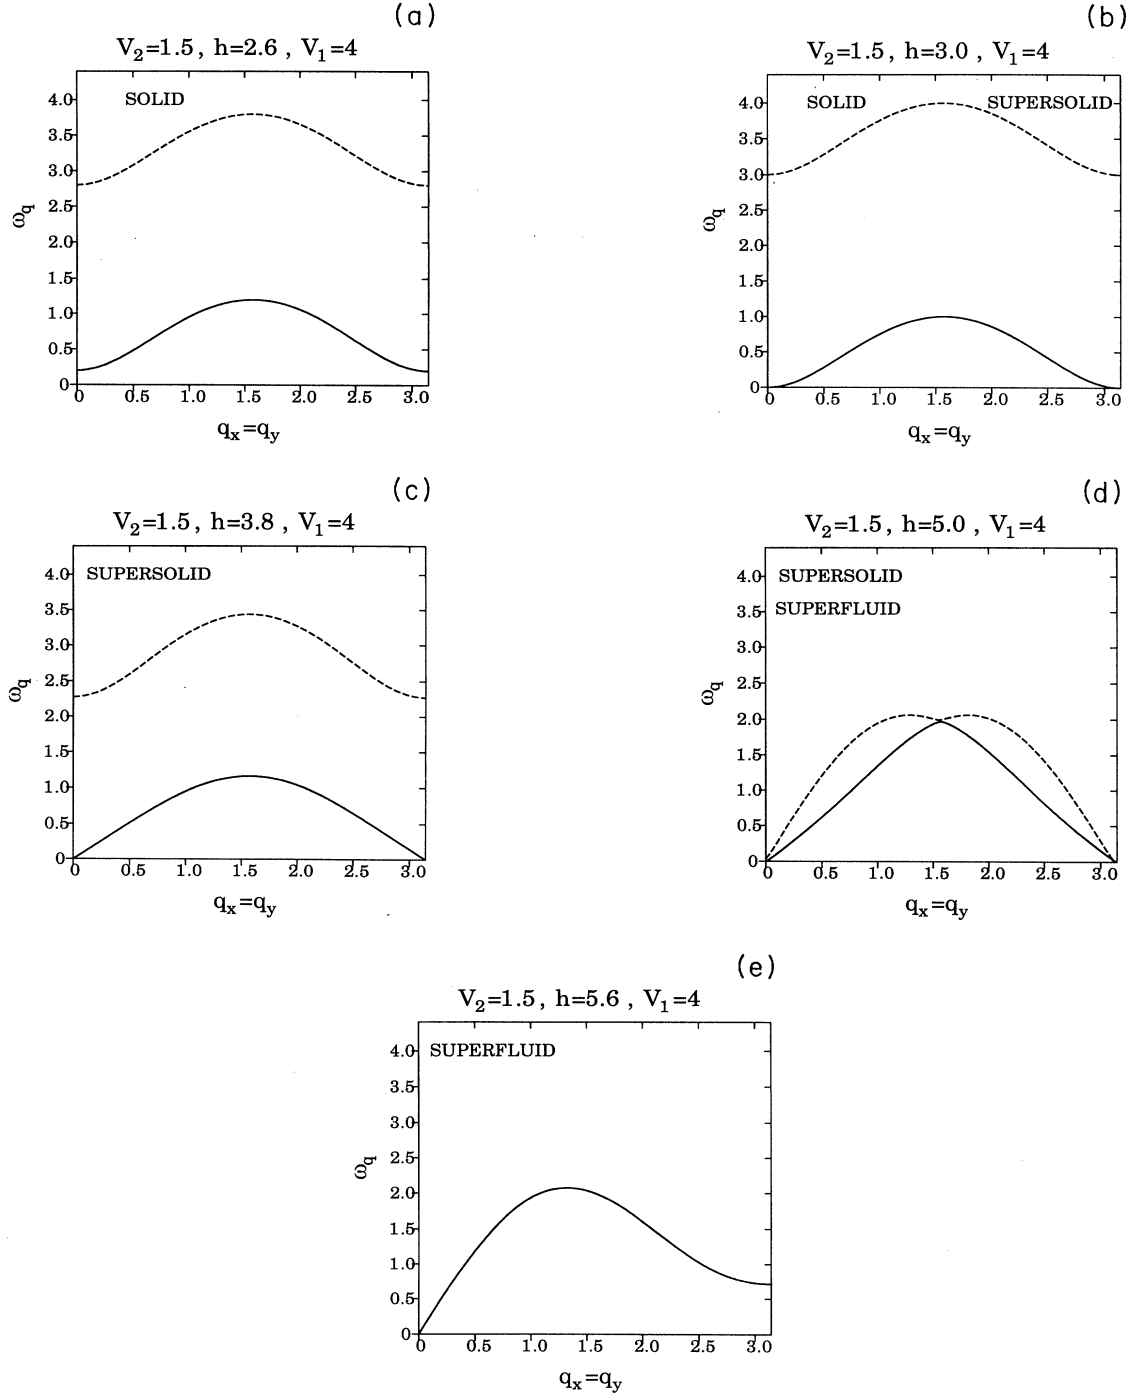 (a)
V₂=1.5, h=2.6 , V₁=4
SOLID
4.0
3.5
3.0
2.5
2.0
1.5
1.0
0.5
0
ω_q
0 0.5 1.0 1.5 2.0 2.5 3.0
qₓ=q_y
(b)
V₂=1.5, h=3.0 , V₁=4
SOLID SUPERSOLID
4.0
3.5
3.0
2.5
2.0
1.5
1.0
0.5
0
ω_q
0 0.5 1.0 1.5 2.0 2.5 3.0
qₓ=q_y
(c)
V₂=1.5, h=3.8 , V₁=4
SUPERSOLID
4.0
3.5
3.0
2.5
2.0
1.5
1.0
0.5
0
ω_q
0 0.5 1.0 1.5 2.0 2.5 3.0
qₓ=q_y
(d)
V₂=1.5, h=5.0 , V₁=4
SUPERSOLID
SUPERFLUID
4.0
3.5
3.0
2.5
2.0
1.5
1.0
0.5
0
ω_q
0 0.5 1.0 1.5 2.0 2.5 3.0
qₓ=q_y
(e)
V₂=1.5, h=5.6 , V₁=4
SUPERFLUID
4.0
3.5
3.0
2.5
2.0
1.5
1.0
0.5
0
ω_q
0 0.5 1.0 1.5 2.0 2.5 3.0
qₓ=q_y